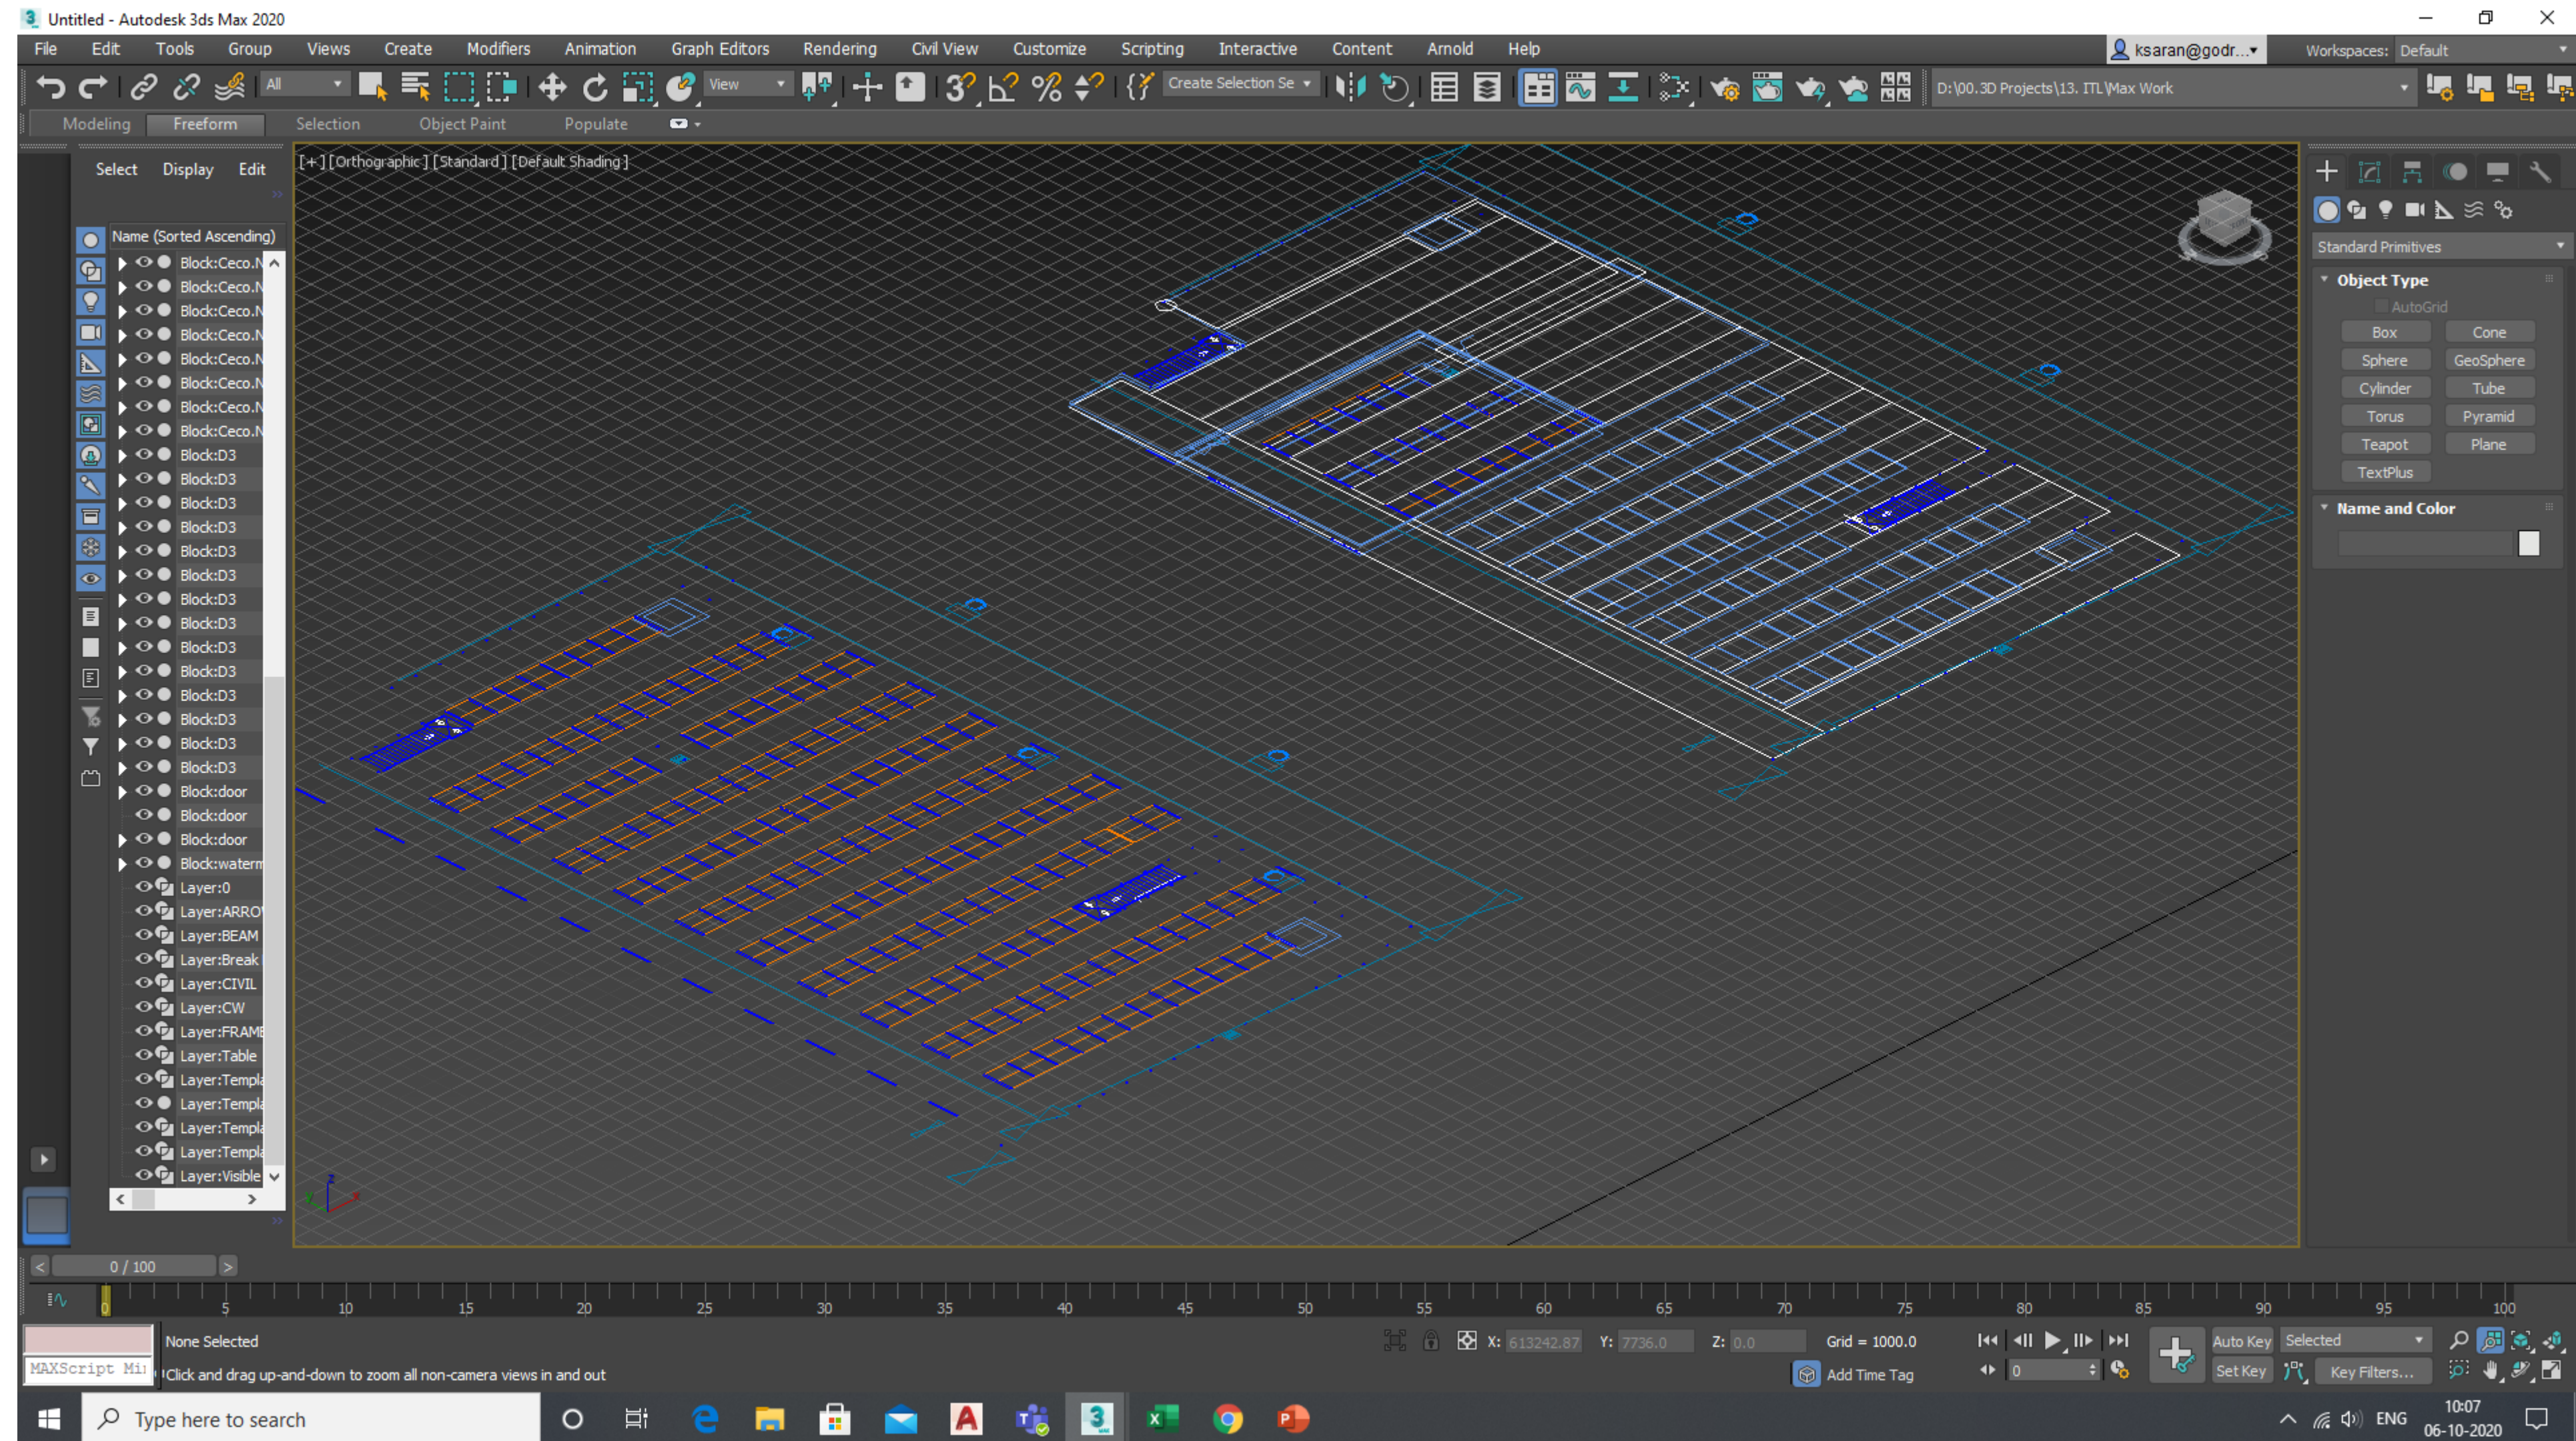 Untitled - Autodesk 3ds Max 2020
File Edit Tools Group Views Create Modifiers Animation Graph Editors Rendering Civil View Customize Scripting Interactive Content Arnold Help
ksaran@godr...
Workspaces: Default
All
View
Create Selection Se
D:\00.3D Projects\13. ITL\Max Work
Modeling Freeform Selection Object Paint Populate
Select Display Edit
[+] [Orthographic] [Standard] [Default Shading]
Name (Sorted Ascending)
Block:Ceco.N
Block:Ceco.N
Block:Ceco.N
Block:Ceco.N
Block:Ceco.N
Block:Ceco.N
Block:Ceco.N
Block:Ceco.N
Block:D3
Block:D3
Block:D3
Block:D3
Block:D3
Block:D3
Block:D3
Block:D3
Block:D3
Block:D3
Block:D3
Block:D3
Block:D3
Block:D3
Block:door
Block:door
Block:door
Block:waterm
Layer:0
Layer:ARRO
Layer:BEAM
Layer:Break
Layer:CIVIL
Layer:CW
Layer:FRAME
Layer:Table
Layer:Templa
Layer:Templa
Layer:Templa
Layer:Templa
Layer:Visible
Standard Primitives
Object Type
AutoGrid
Box Cone
Sphere GeoSphere
Cylinder Tube
Torus Pyramid
Teapot Plane
TextPlus
Name and Color
z
x
0 / 100
0 5 10 15 20 25 30 35 40 45 50 55 60 65 70 75 80 85 90 95 100
None Selected
X: 613242.87 Y: 7736.0 Z: 0.0 Grid = 1000.0
Auto Key Selected
MAXScript Mi
Click and drag up-and-down to zoom all non-camera views in and out
Add Time Tag
0
Set Key Key Filters...
Type here to search
ENG
10:07
06-10-2020